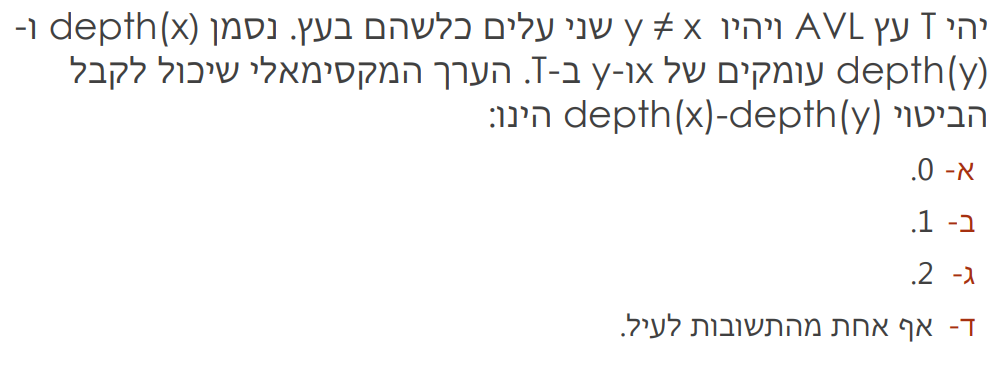 יהי T עץ AVL ויהיו x ≠ y שני עלים כלשהם בעץ. נסמן depth(x) ו-
depth(y) עומקים של x ו-y ב-T. הערך המקסימאלי שיכול לקבל
הביטוי depth(x)-depth(y) הינו:
א- 0.
ב- 1.
ג- 2.
ד- אף אחת מהתשובות לעיל.